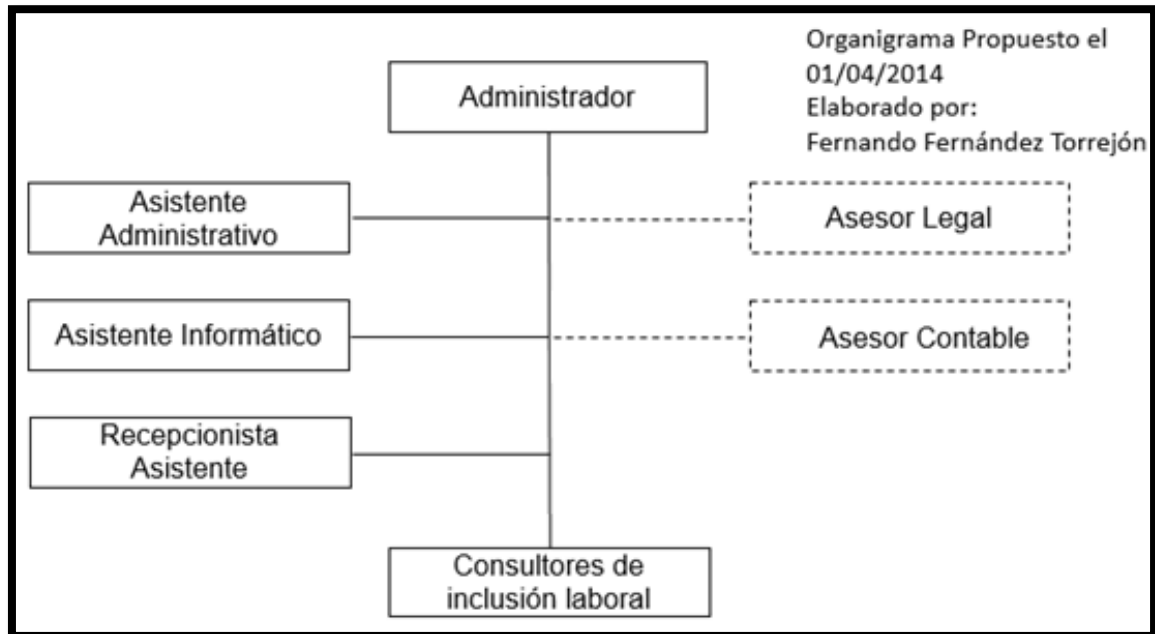 Organigrama Propuesto el
01/04/2014
Elaborado por:
Fernando Fernández Torrejón
Administrador
Asistente
Administrativo
Asesor Legal
Asistente Informático
Asesor Contable
Recepcionista
Asistente
Consultores de
inclusión laboral